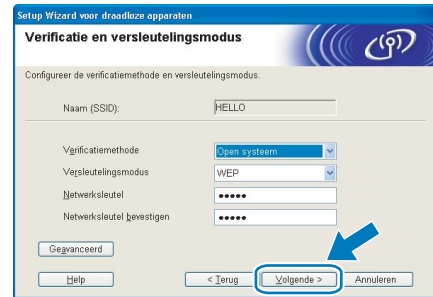 Setup Wizard voor draadloze apparaten
Verificatie en versleutelingsmodus
Configureer de verificatiemethode en versleutelingsmodus.
Naam (SSID): HELLO
Verificatiemethode Open systeem
Versleutelingsmodus WEP
Netwerksleutel •••••
Netwerksleutel bevestigen •••••
Geavanceerd
Help < Terug Volgende > Annuleren